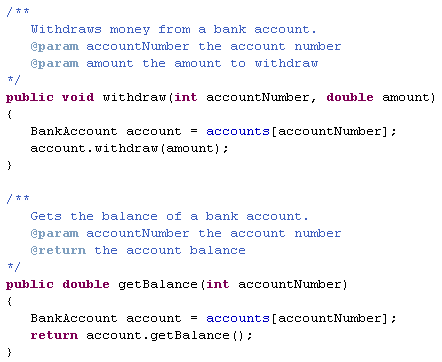 /**
   Withdraws money from a bank account.
   @param accountNumber the account number
   @param amount the amount to withdraw
*/
public void withdraw(int accountNumber, double amount)
{
   BankAccount account = accounts[accountNumber];
   account.withdraw(amount);
}

/**
   Gets the balance of a bank account.
   @param accountNumber the account number
   @return the account balance
*/
public double getBalance(int accountNumber)
{
   BankAccount account = accounts[accountNumber];
   return account.getBalance();
}